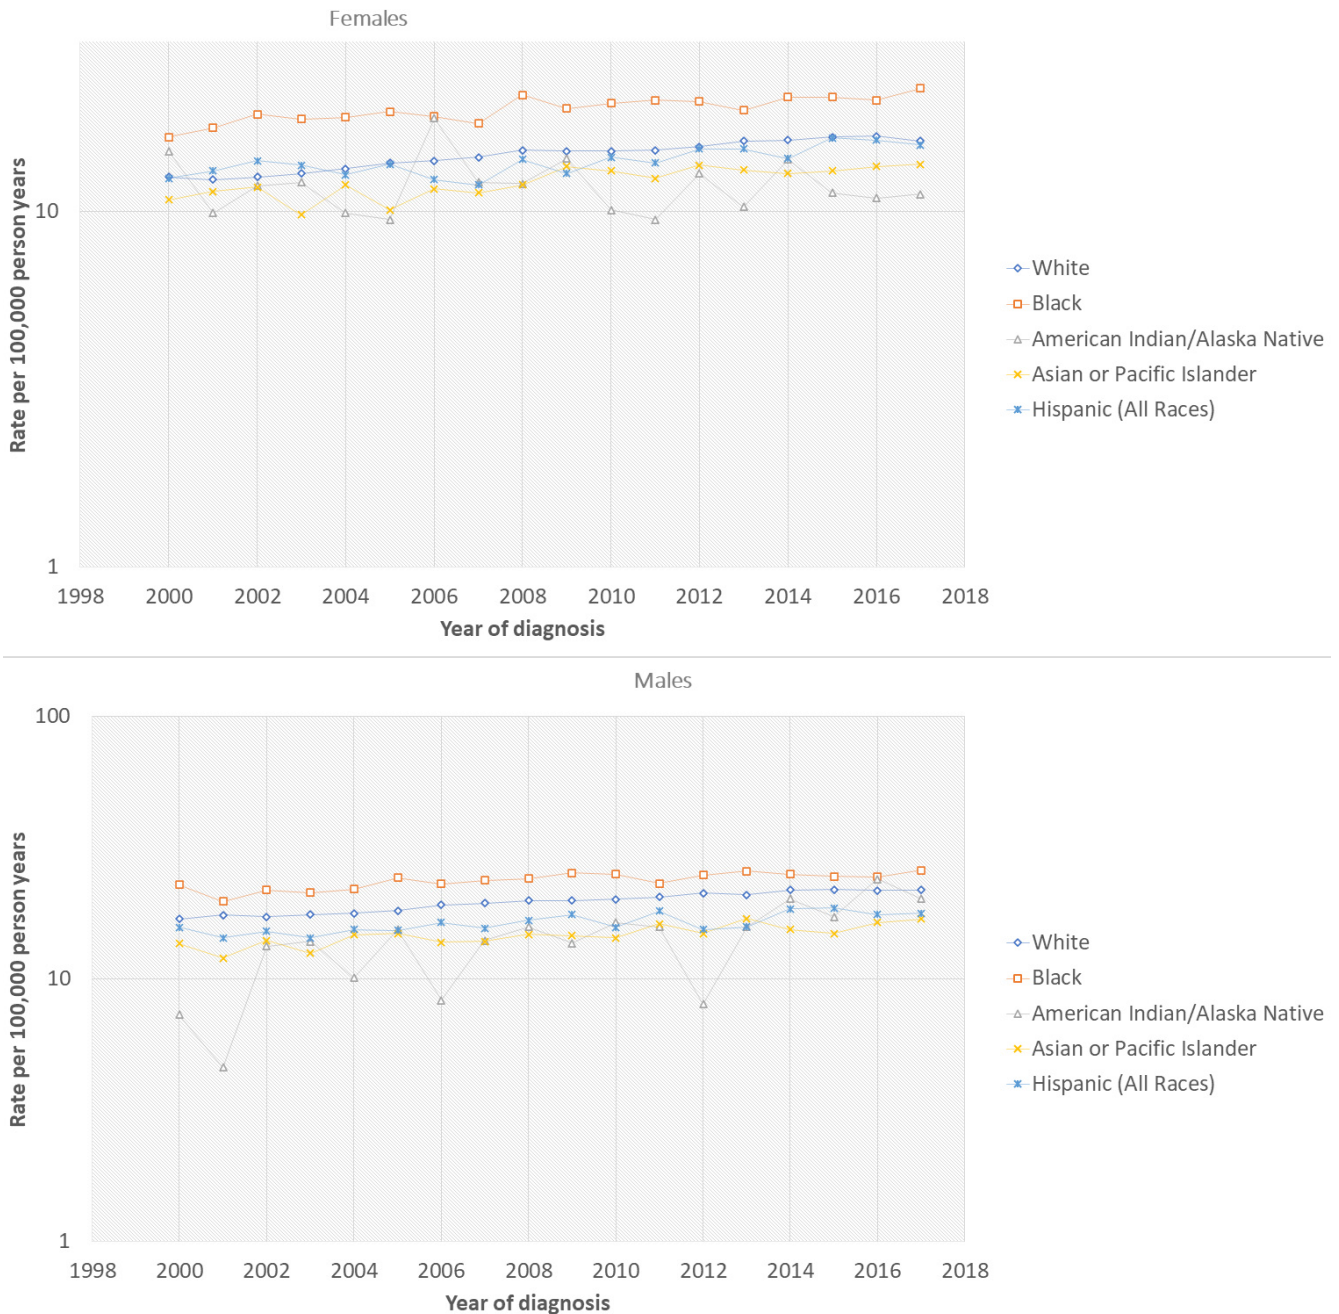 Females
Rate per 100,000 person years
10
1
1998 2000 2002 2004 2006 2008 2010 2012 2014 2016 2018
Year of diagnosis
White
Black
American Indian/Alaska Native
Asian or Pacific Islander
Hispanic (All Races)
Males
Rate per 100,000 person years
100
10
1
1998 2000 2002 2004 2006 2008 2010 2012 2014 2016 2018
Year of diagnosis
White
Black
American Indian/Alaska Native
Asian or Pacific Islander
Hispanic (All Races)